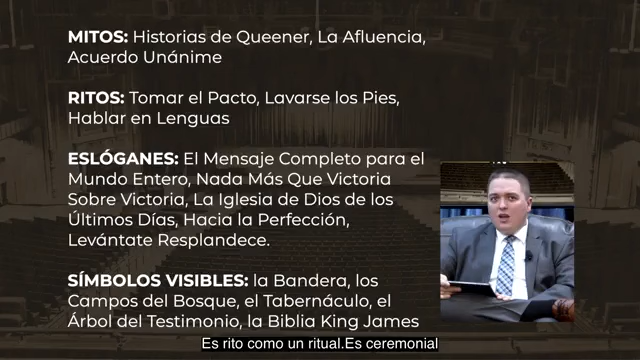 MITOS: Historias de Queener, La Afluencia,
Acuerdo Unánime
RITOS: Tomar el Pacto, Lavarse los Pies,
Hablar en Lenguas
ESLÓGANES: El Mensaje Completo para el
Mundo Entero, Nada Más Que Victoria
Sobre Victoria, La Iglesia de Dios de los
Últimos Días, Hacia la Perfección,
Levántate Resplandece.
SÍMBOLOS VISIBLES: la Bandera, los
Campos del Bosque, el Tabernáculo, el
Árbol del Testimonio, la Biblia King James
Es rito como un ritual.Es ceremonial